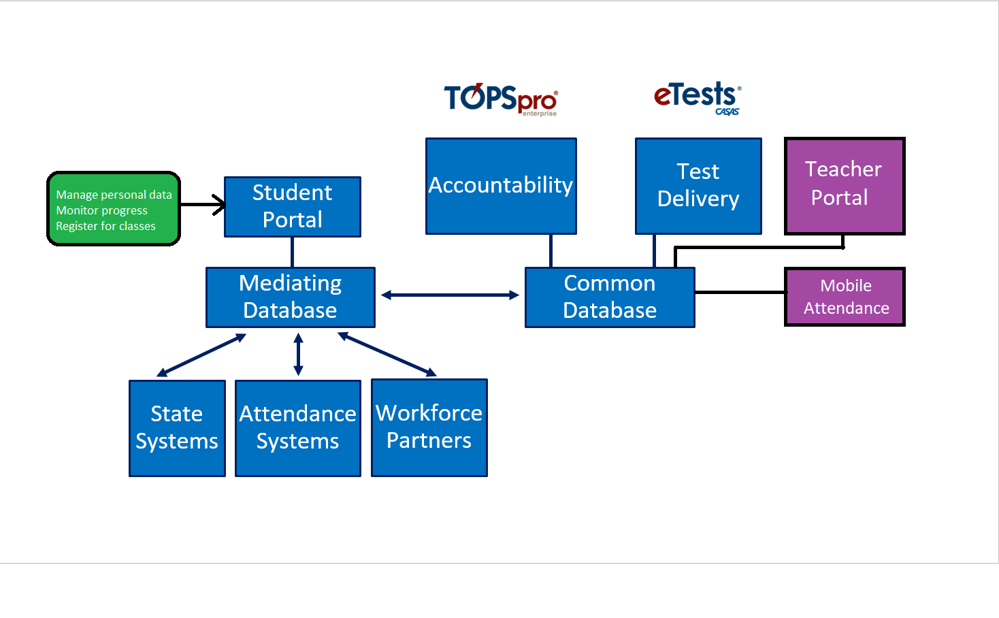 TOPSpro®
enterprise
eTests®
CASAS
Accountability
Test
Delivery
Teacher
Portal
Manage personal data
Monitor progress
Register for classes
Student
Portal
Mediating
Database
Common
Database
Mobile
Attendance
State
Systems
Attendance
Systems
Workforce
Partners